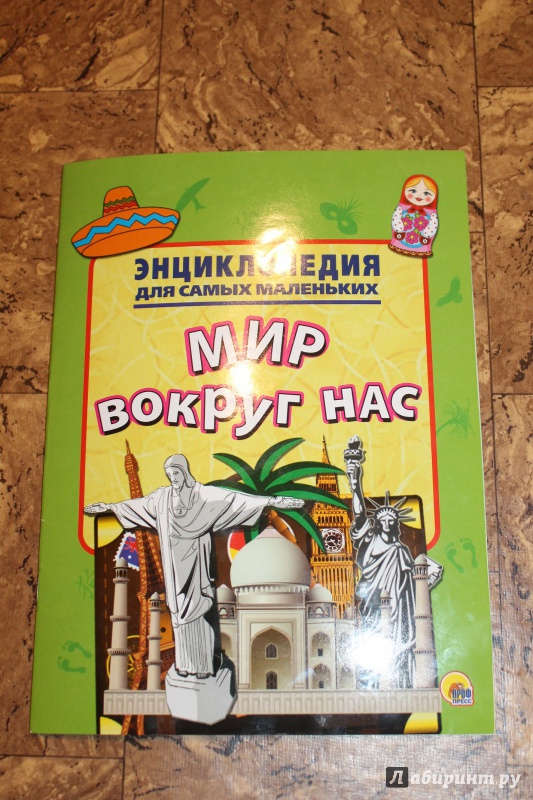 ЭНЦИКЛОПЕДИЯ
ДЛЯ САМЫХ МАЛЕНЬКИХ
МИР
ВОКРУГ НАС
ПРОФ
ПРЕСС
Лабиринт.ру